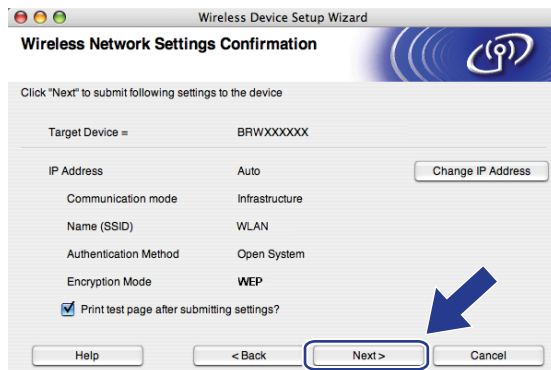 Wireless Device Setup Wizard
Wireless Network Settings Confirmation
Click "Next" to submit following settings to the device
Target Device = BRWXXXXXX
IP Address Auto Change IP Address
Communication mode Infrastructure
Name (SSID) WLAN
Authentication Method Open System
Encryption Mode WEP
Print test page after submitting settings?
Help < Back Next > Cancel